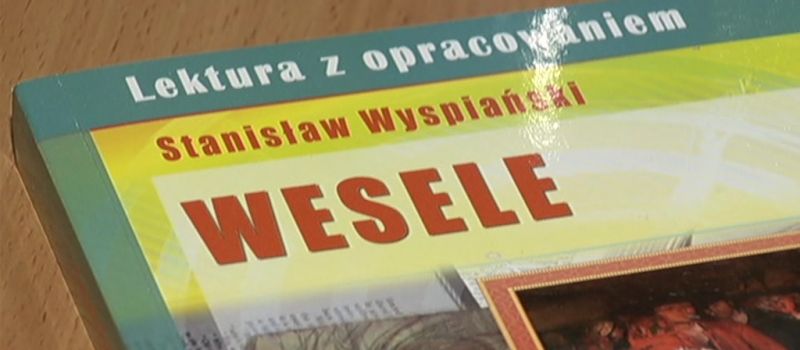 Lektura z opracowaniem
Stanisław Wyspiański
WESELE